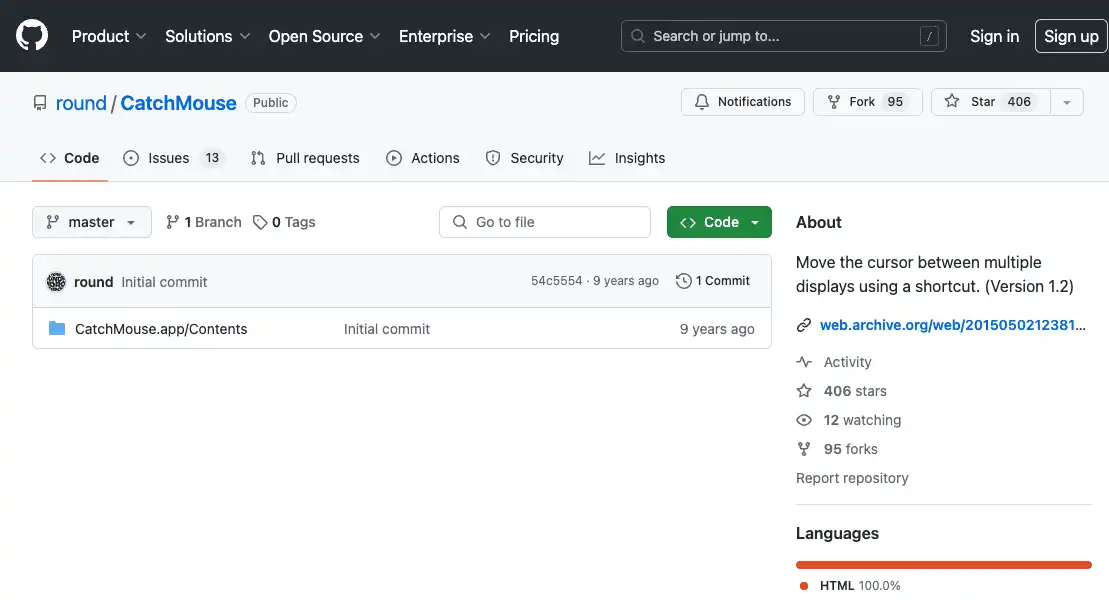 Product Solutions Open Source Enterprise Pricing Search or jump to... / Sign in Sign up
round / CatchMouse Public Notifications Fork 95 Star 406
Code Issues 13 Pull requests Actions Security Insights
master 1 Branch 0 Tags Go to file Code
round Initial commit 54c5554 · 9 years ago 1 Commit
CatchMouse.app/Contents Initial commit 9 years ago
About
Move the cursor between multiple
displays using a shortcut. (Version 1.2)
web.archive.org/web/2015050212381...
Activity
406 stars
12 watching
95 forks
Report repository
Languages
HTML 100.0%